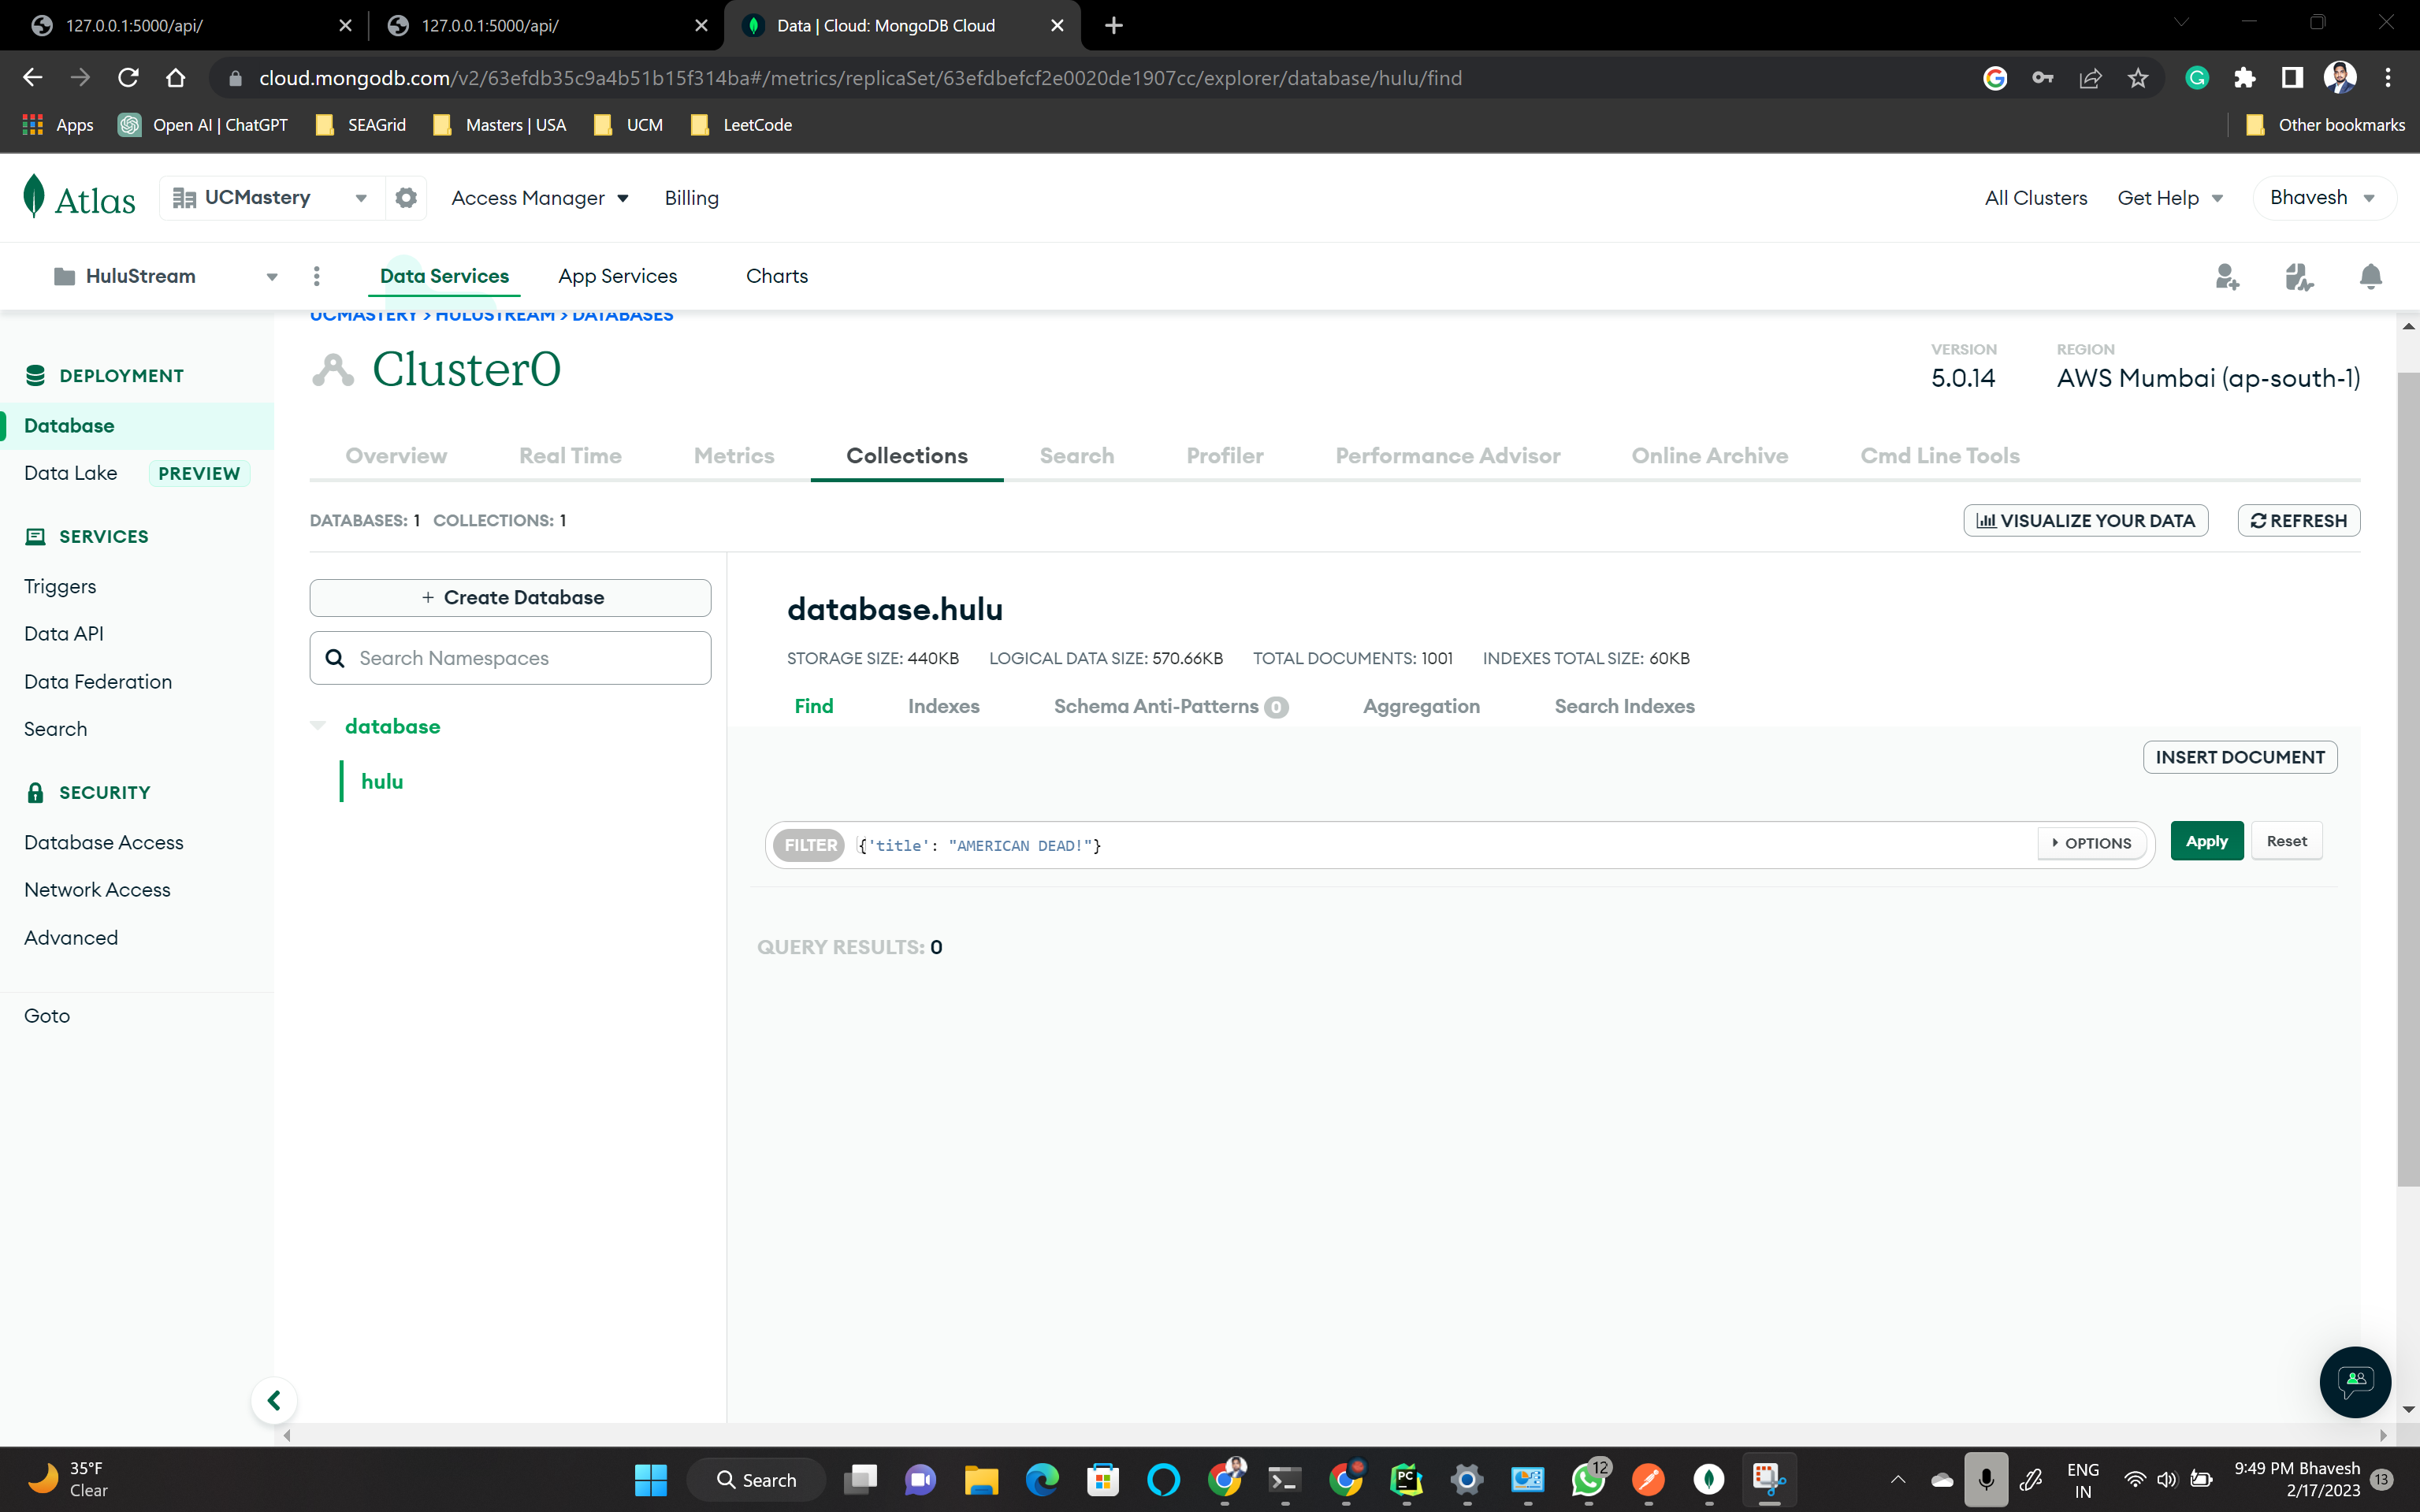 127.0.0.1:5000/api/
127.0.0.1:5000/api/
Data | Cloud: MongoDB Cloud
cloud.mongodb.com/v2/63efdb35c9a4b51b15f314ba#/metrics/replicaSet/63efdbefcf2e0020de1907cc/explorer/database/hulu/find
Apps
Open AI | ChatGPT
SEAGrid
Masters | USA
UCM
LeetCode
Other bookmarks
Atlas
UCMastery
Access Manager
Billing
All Clusters
Get Help
Bhavesh
HuluStream
Data Services
App Services
Charts
UCMASTERY > HULUSTREAM > DATABASES
Cluster0
VERSION
5.0.14
REGION
AWS Mumbai (ap-south-1)
DEPLOYMENT
Database
Data Lake PREVIEW
SERVICES
Triggers
Data API
Data Federation
Search
SECURITY
Database Access
Network Access
Advanced
Goto
Overview
Real Time
Metrics
Collections
Search
Profiler
Performance Advisor
Online Archive
Cmd Line Tools
DATABASES: 1 COLLECTIONS: 1
VISUALIZE YOUR DATA
REFRESH
+ Create Database
Search Namespaces
database
hulu
database.hulu
STORAGE SIZE: 440KB LOGICAL DATA SIZE: 570.66KB TOTAL DOCUMENTS: 1001 INDEXES TOTAL SIZE: 60KB
Find
Indexes
Schema Anti-Patterns 0
Aggregation
Search Indexes
INSERT DOCUMENT
FILTER {'title': "AMERICAN DEAD!"}
OPTIONS
Apply
Reset
QUERY RESULTS: 0
35°F
Clear
Search
PC
12
ENG
IN
9:49 PM Bhavesh
2/17/2023
13